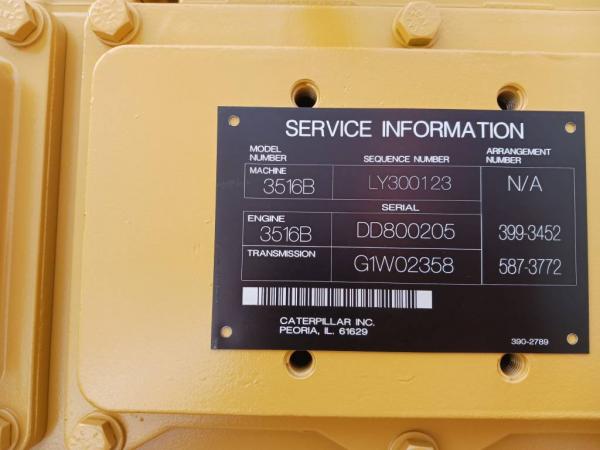 SERVICE INFORMATION
MODEL NUMBER SEQUENCE NUMBER ARRANGEMENT NUMBER
MACHINE 3516B LY300123 N/A
SERIAL
ENGINE 3516B DD800205 399-3452
TRANSMISSION G1W02358 587-3772
CATERPILLAR INC.
PEORIA, IL. 61629
390-2789